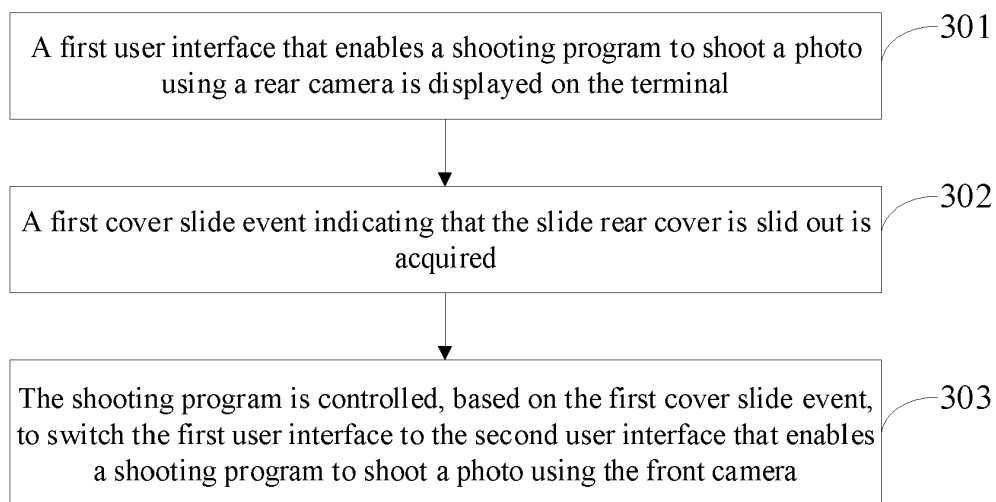 A first user interface that enables a shooting program to shoot a photo
using a rear camera is displayed on the terminal
301
A first cover slide event indicating that the slide rear cover is slid out is
acquired
302
The shooting program is controlled, based on the first cover slide event,
to switch the first user interface to the second user interface that enables
a shooting program to shoot a photo using the front camera
303